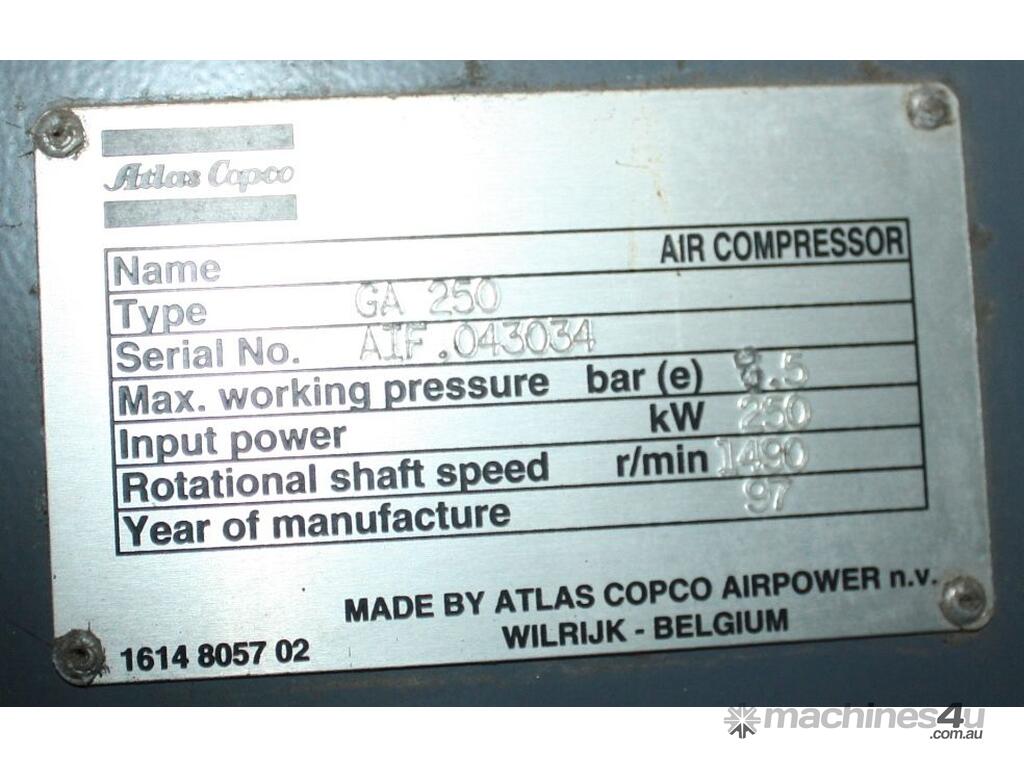 Atlas Copco
Name AIR COMPRESSOR
Type GA 250
Serial No. AIF.043034
Max. working pressure bar (e)
Input power kW 250
Rotational shaft speed r/min 1490
Year of manufacture 97
MADE BY ATLAS COPCO AIRPOWER n.v.
WILRIJK - BELGIUM
1614 8057 02
machines4u
.com.au